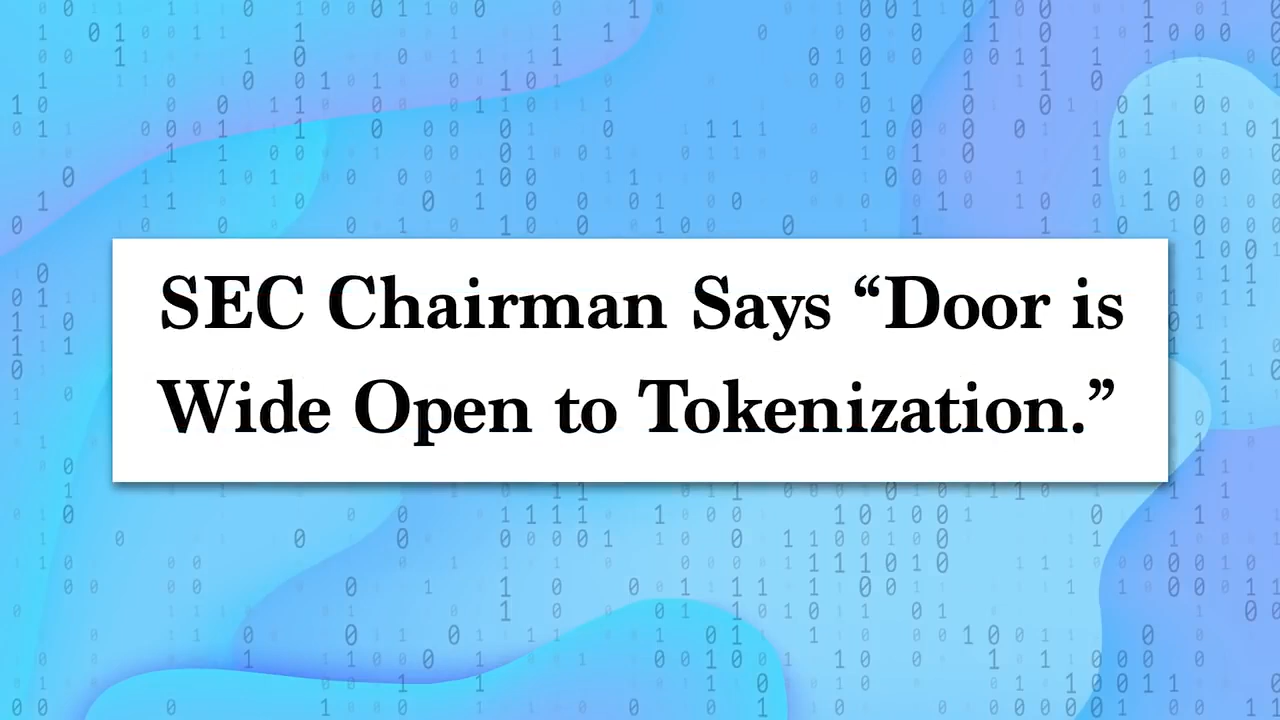 SEC Chairman Says “Door is
Wide Open to Tokenization.”